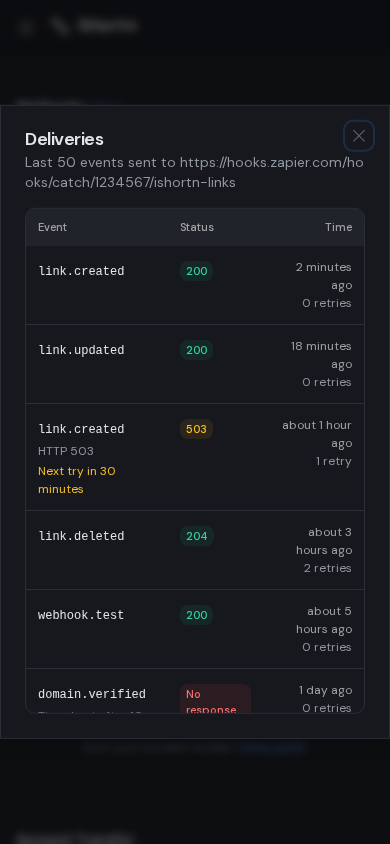 Deliveries
Last 50 events sent to https://hooks.zapier.com/ho
oks/catch/1234567/ishortn-links
Event Status Time
link.created 200 2 minutes
ago
0 retries
link.updated 200 18 minutes
ago
0 retries
link.created 503 about 1 hour
HTTP 503 ago
Next try in 30 1 retry
minutes
link.deleted 204 about 3
hours ago
2 retries
webhook.test 200 about 5
hours ago
0 retries
domain.verified No 1 day ago
response 0 retries